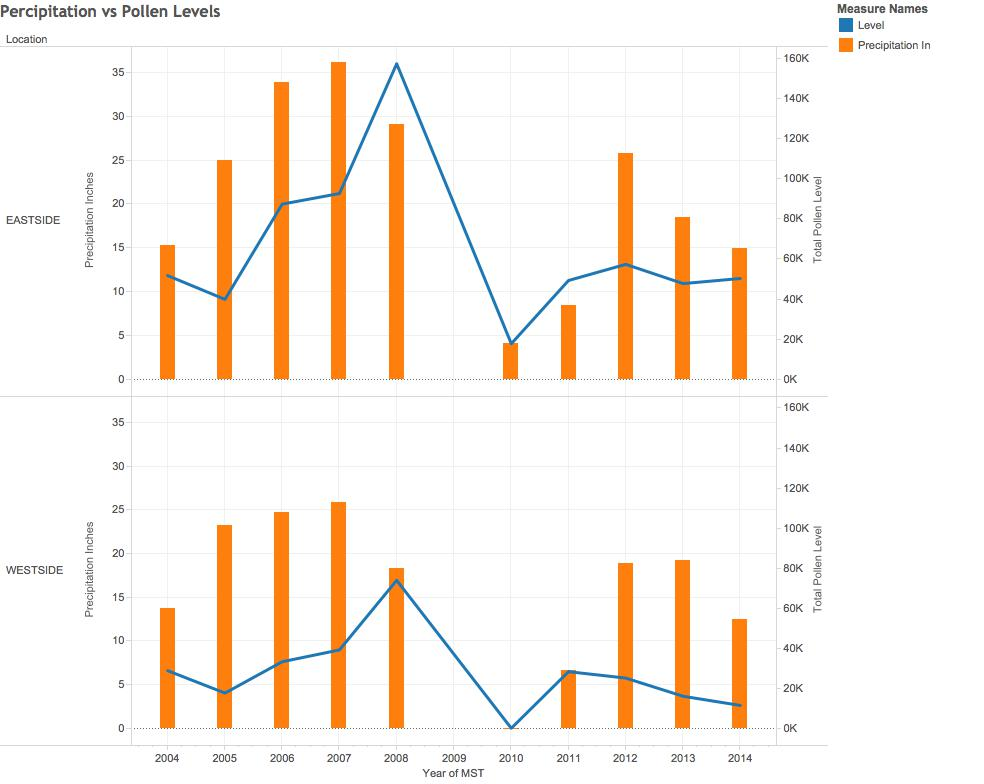 Percipitation vs Pollen Levels
Measure Names
Level
Precipitation In
Location
EASTSIDE
Precipitation Inches
35
30
25
20
15
10
5
0
160K
140K
120K
100K
80K
60K
40K
20K
0K
Total Pollen Level
WESTSIDE
Precipitation Inches
35
30
25
20
15
10
5
0
160K
140K
120K
100K
80K
60K
40K
20K
0K
Total Pollen Level
2004 2005 2006 2007 2008 2009 2010 2011 2012 2013 2014
Year of MST